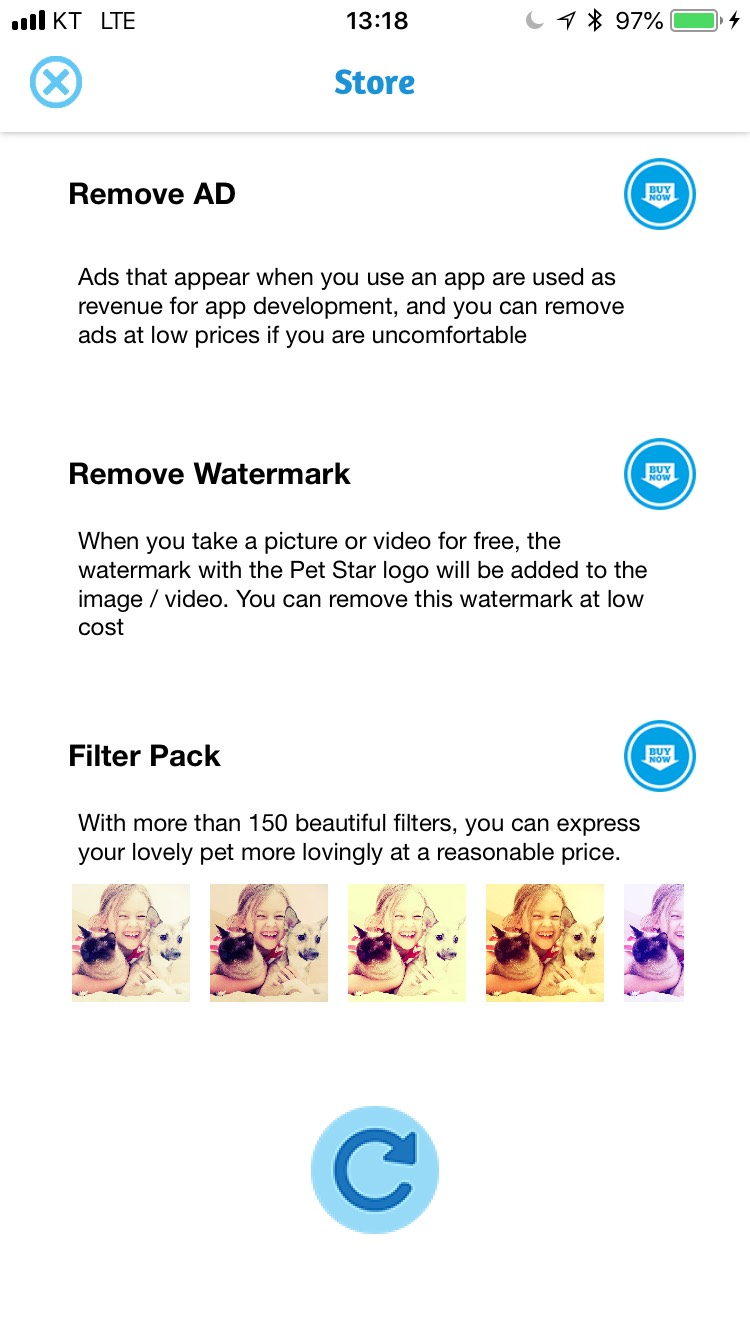 KT LTE 13:18 97%
Store
Remove AD
BUY
NOW
Ads that appear when you use an app are used as
revenue for app development, and you can remove
ads at low prices if you are uncomfortable
Remove Watermark
BUY
NOW
When you take a picture or video for free, the
watermark with the Pet Star logo will be added to the
image / video. You can remove this watermark at low
cost
Filter Pack
BUY
NOW
With more than 150 beautiful filters, you can express
your lovely pet more lovingly at a reasonable price.